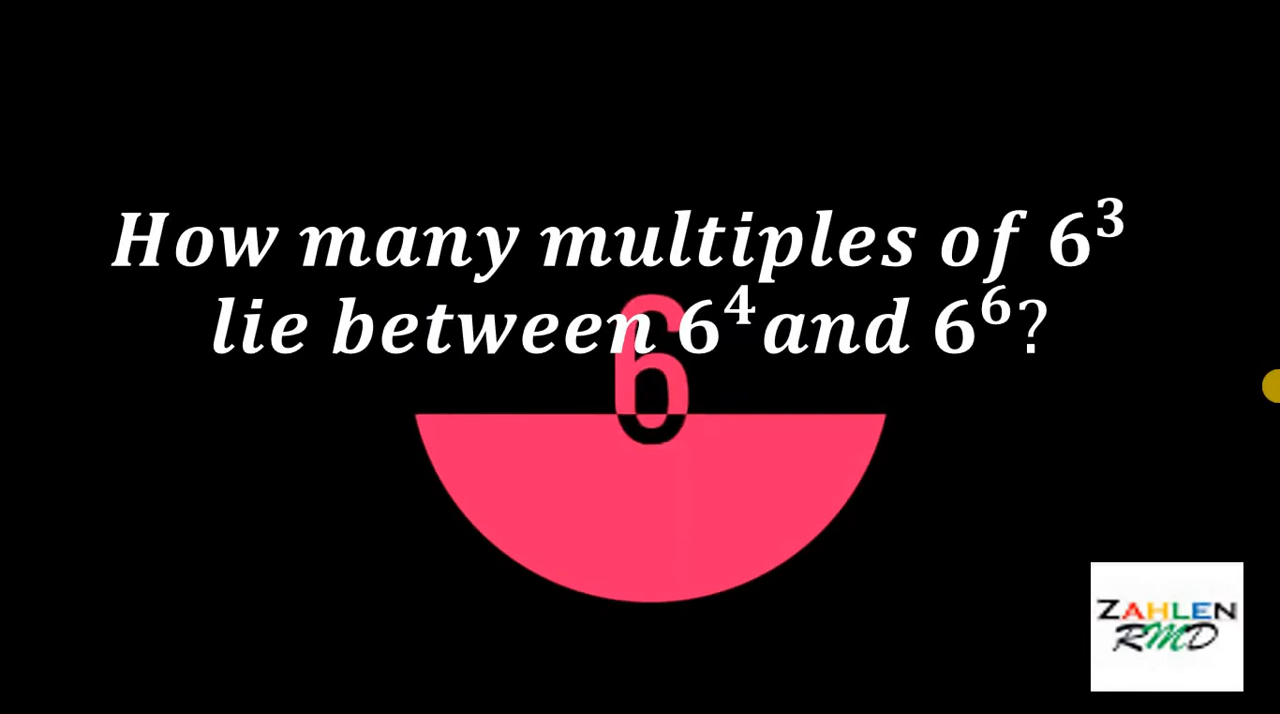 How many multiples of 6³
lie between 6⁴ and 6⁶?
6
ZAHLEN
RMD